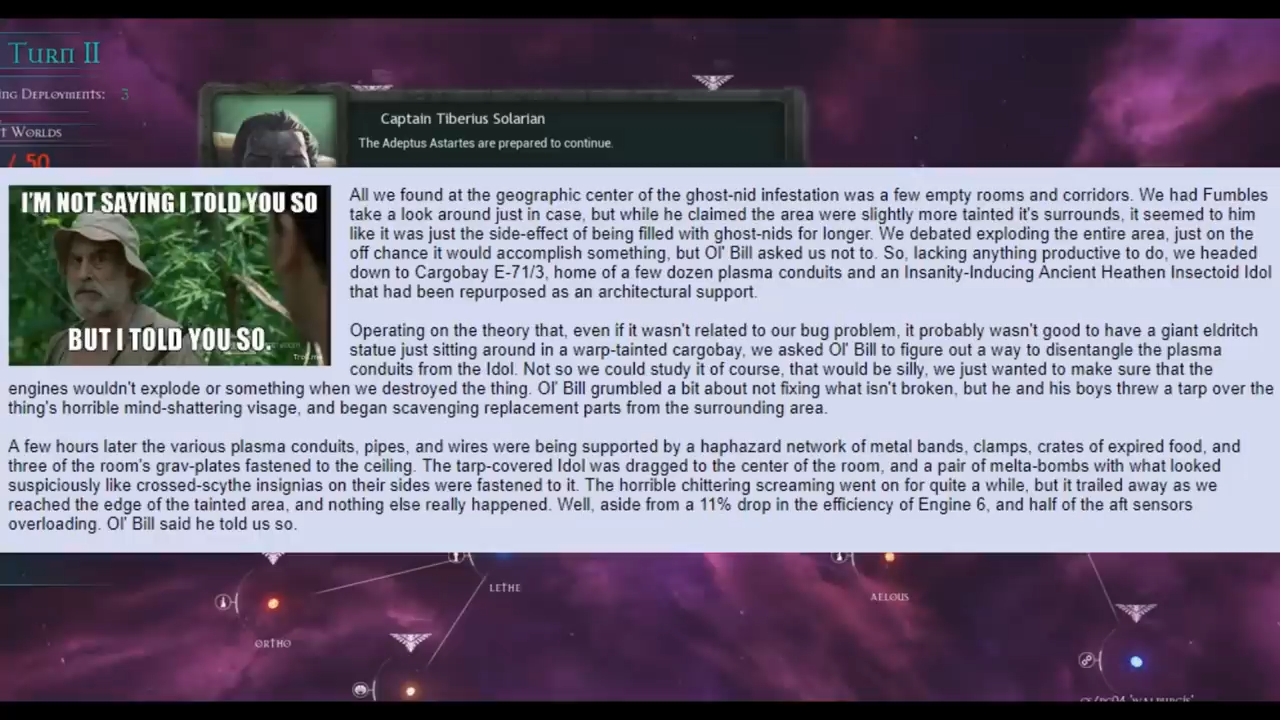 Turn II
ng Deployments: 3
t Worlds
/ 50
Captain Tiberius Solarian
The Adeptus Astartes are prepared to continue.
I'M NOT SAYING I TOLD YOU SO
BUT I TOLD YOU SO.
All we found at the geographic center of the ghost-nid infestation was a few empty rooms and corridors. We had Fumbles
take a look around just in case, but while he claimed the area were slightly more tainted it's surrounds, it seemed to him
like it was just the side-effect of being filled with ghost-nids for longer. We debated exploding the entire area, just on the
off chance it would accomplish something, but Ol' Bill asked us not to. So, lacking anything productive to do, we headed
down to Cargobay E-71/3, home of a few dozen plasma conduits and an Insanity-Inducing Ancient Heathen Insectoid Idol
that had been repurposed as an architectural support.
Operating on the theory that, even if it wasn't related to our bug problem, it probably wasn't good to have a giant eldritch
statue just sitting around in a warp-tainted cargobay, we asked Ol' Bill to figure out a way to disentangle the plasma
conduits from the Idol. Not so we could study it of course, that would be silly, we just wanted to make sure that the
engines wouldn't explode or something when we destroyed the thing. Ol' Bill grumbled a bit about not fixing what isn't broken, but he and his boys threw a tarp over the
thing's horrible mind-shattering visage, and began scavenging replacement parts from the surrounding area.
A few hours later the various plasma conduits, pipes, and wires were being supported by a haphazard network of metal bands, clamps, crates of expired food, and
three of the room's grav-plates fastened to the ceiling. The tarp-covered Idol was dragged to the center of the room, and a pair of melta-bombs with what looked
suspiciously like crossed-scythe insignias on their sides were fastened to it. The horrible chittering screaming went on for quite a while, but it trailed away as we
reached the edge of the tainted area, and nothing else really happened. Well, aside from a 11% drop in the efficiency of Engine 6, and half of the aft sensors
overloading. Ol' Bill said he told us so.
Lethe
Aelous
Ortho